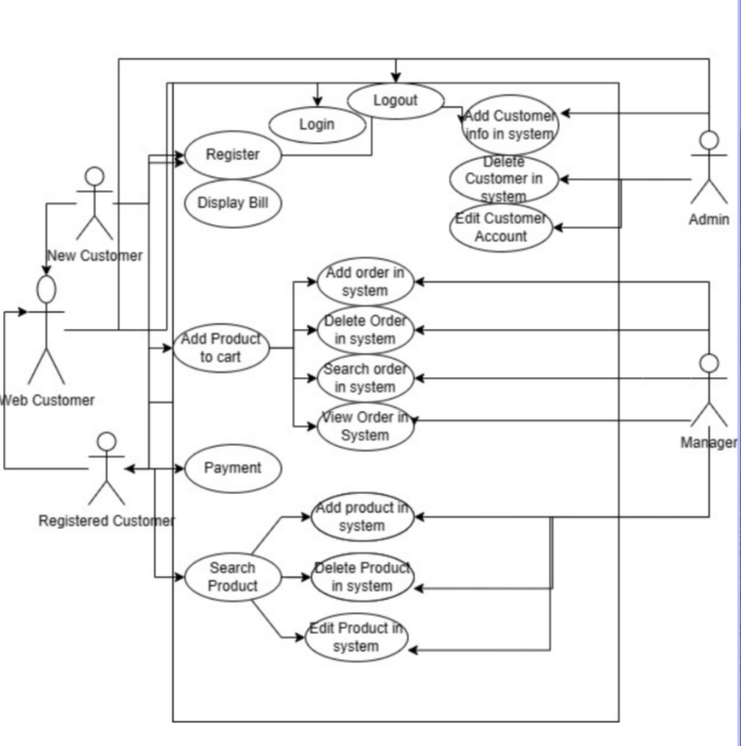 Logout
Login
Add Customer
info in system
Register
Delete
Customer in
system
Display Bill
Edit Customer
Account
Admin
New Customer
Add order in
system
Delete Order
in system
Add Product
to cart
Search order
in system
Web Customer
View Order in
System
Manager
Payment
Registered Customer
Add product in
system
Search
Product
Delete Product
in system
Edit Product in
system